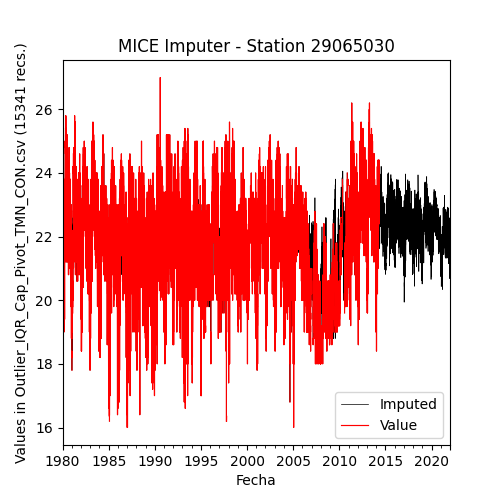 MICE Imputer - Station 29065030
Values in Outlier_IQR_Cap_Pivot_TMN_CON.csv (15341 recs.)
26
24
22
20
18
16
Imputed
Value
1980 1985 1990 1995 2000 2005 2010 2015 2020
Fecha